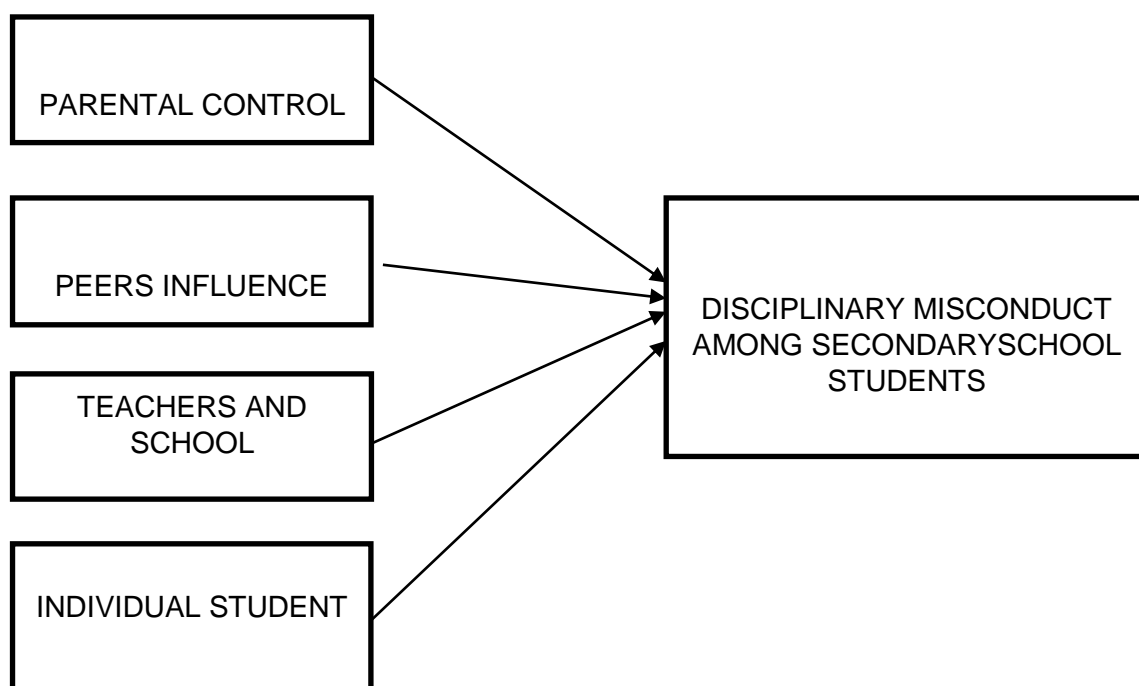 PARENTAL CONTROL
PEERS INFLUENCE
TEACHERS AND
SCHOOL
INDIVIDUAL STUDENT
DISCIPLINARY MISCONDUCT
AMONG SECONDARYSCHOOL
STUDENTS